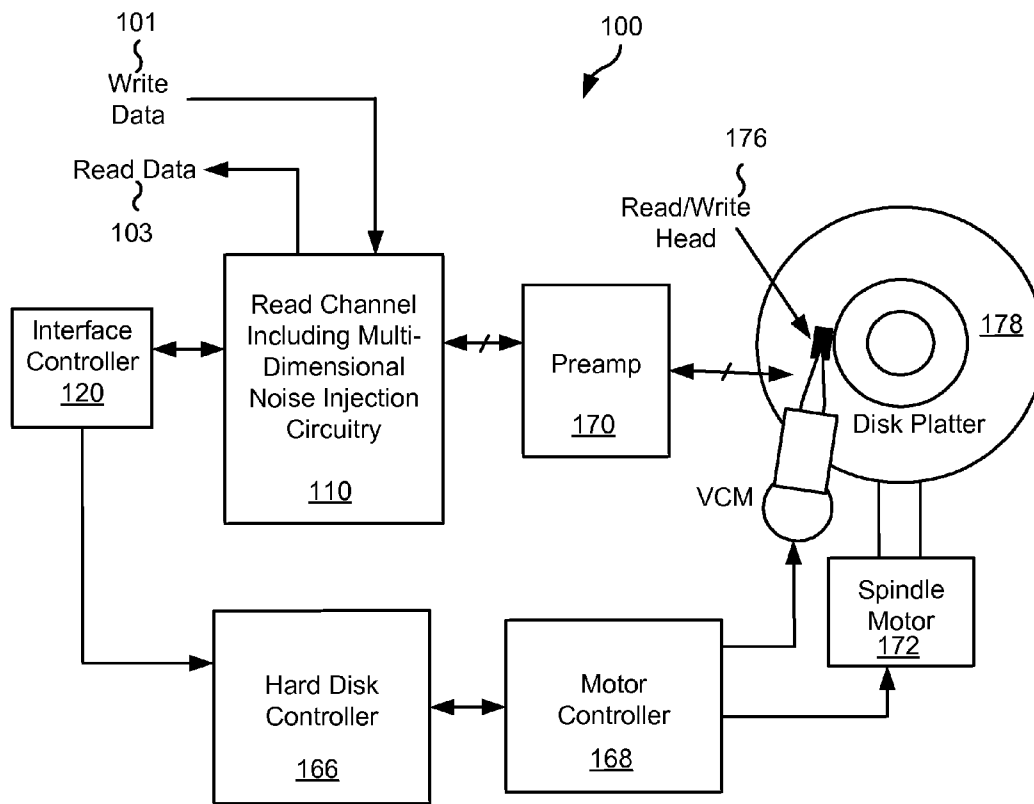 101
Write
Data
100
Read Data
103
176
Read/Write
Head
Interface
Controller
120
Read Channel
Including Multi-
Dimensional
Noise Injection
Circuitry
110
Preamp
170
178
Disk Platter
VCM
Spindle
Motor
172
Hard Disk
Controller
166
Motor
Controller
168